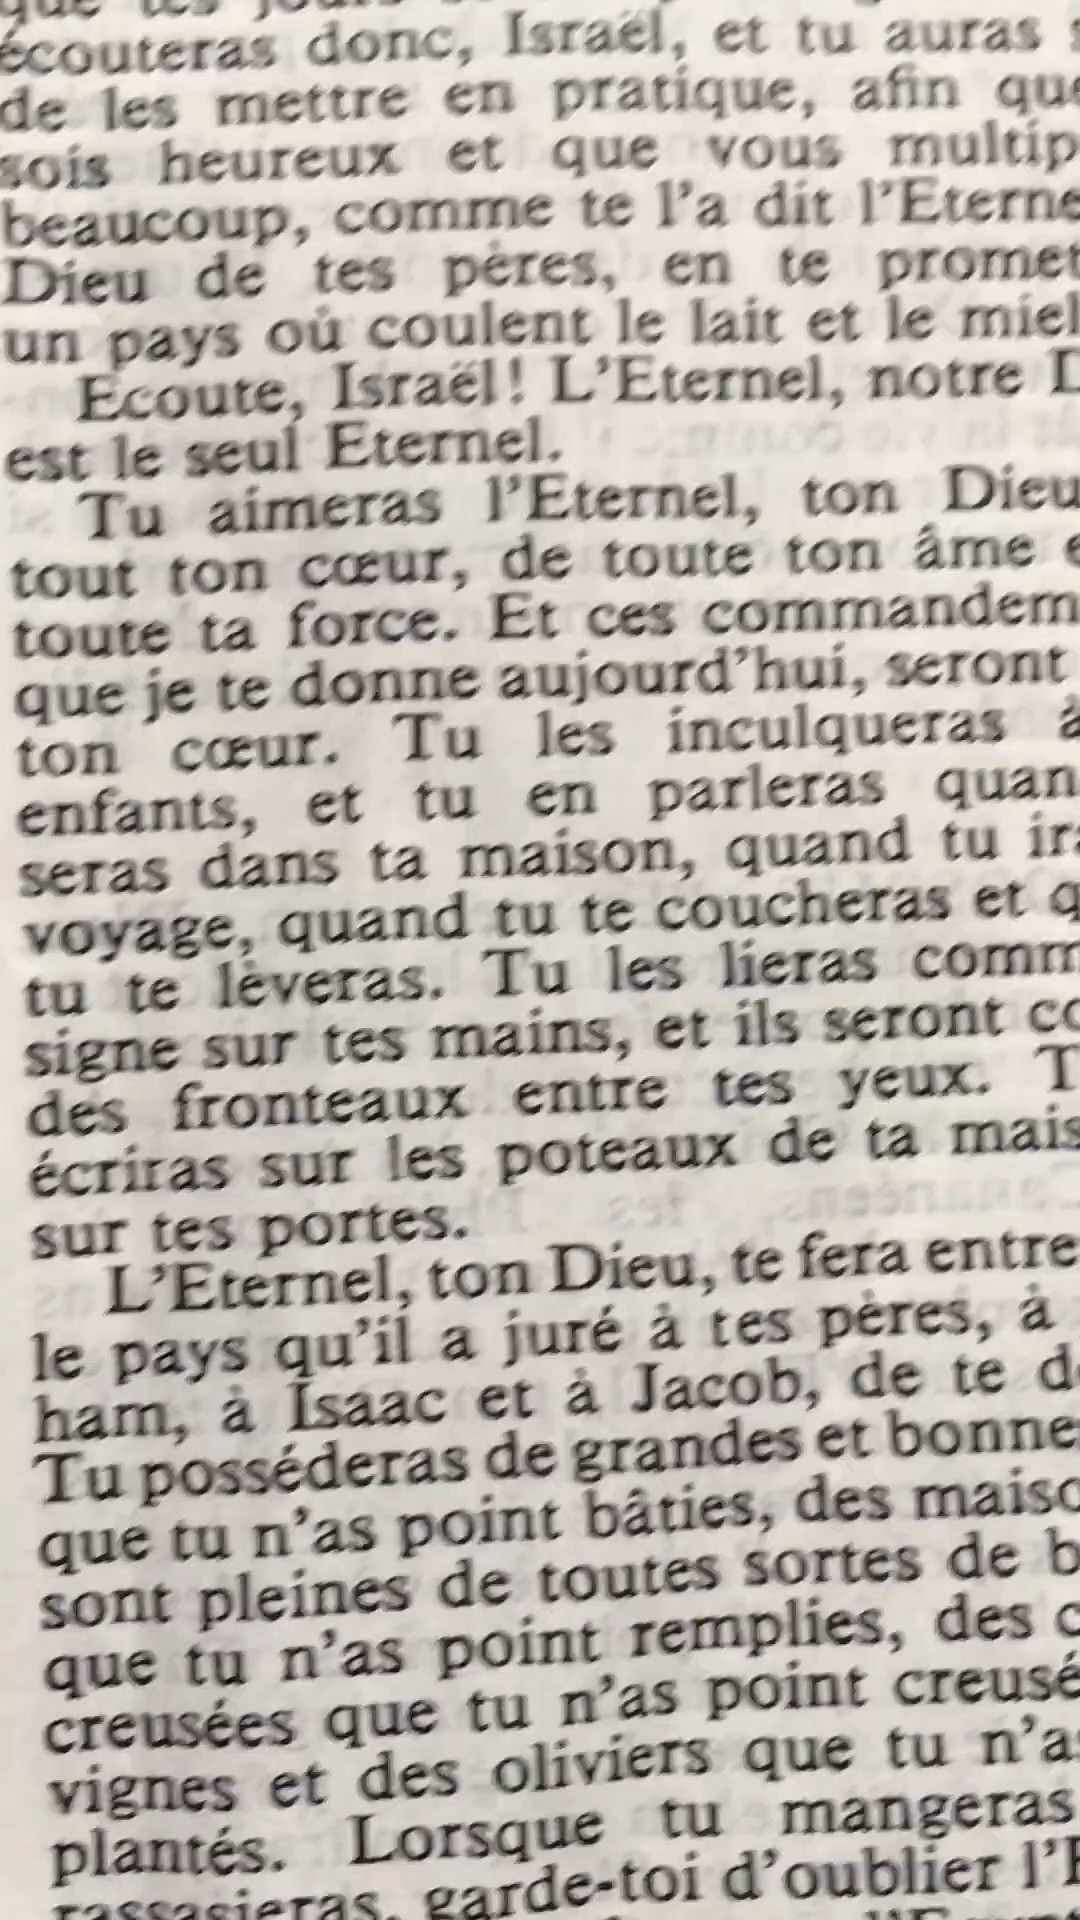 que tes jours
écouteras donc, Israël, et tu auras
de les mettre en pratique, afin que
sois heureux et que vous multip
beaucoup, comme te l'a dit l'Eterne
Dieu de tes pères, en te promet
un pays où coulent le lait et le miel
Ecoute, Israël! L'Eternel, notre D
est le seul Eternel.
Tu aimeras l'Eternel, ton Dieu
tout ton cœur, de toute ton âme e
toute ta force. Et ces commandem
que je te donne aujourd'hui, seront
ton cœur. Tu les inculqueras à
enfants, et tu en parleras quan
seras dans ta maison, quand tu ira
voyage, quand tu te coucheras et q
tu te lèveras. Tu les lieras comm
signe sur tes mains, et ils seront co
des fronteaux entre tes yeux. T
écriras sur les poteaux de ta mais
sur tes portes.
L'Eternel, ton Dieu, te fera entre
le pays qu'il a juré à tes pères, à
ham, à Isaac et à Jacob, de te d
Tu posséderas de grandes et bonne
que tu n'as point bâties, des maiso
sont pleines de toutes sortes de b
que tu n'as point remplies, des c
creusées que tu n'as point creusé
vignes et des oliviers que tu n'as
plantés. Lorsque tu mangeras
rassasieras, garde-toi d'oublier l'E